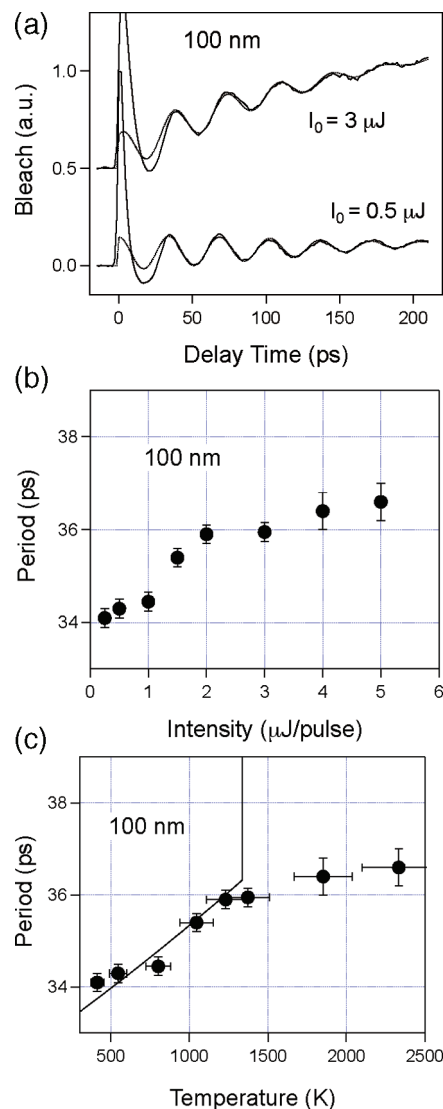 (a)
100 nm
1.0
0.5
0.0
Bleach (a.u.)
I₀ = 3 μJ
I₀ = 0.5 μJ
0 50 100 150 200
Delay Time (ps)
(b)
100 nm
38
36
34
Period (ps)
0 1 2 3 4 5 6
Intensity (μJ/pulse)
(c)
100 nm
38
36
34
Period (ps)
500 1000 1500 2000 2500
Temperature (K)